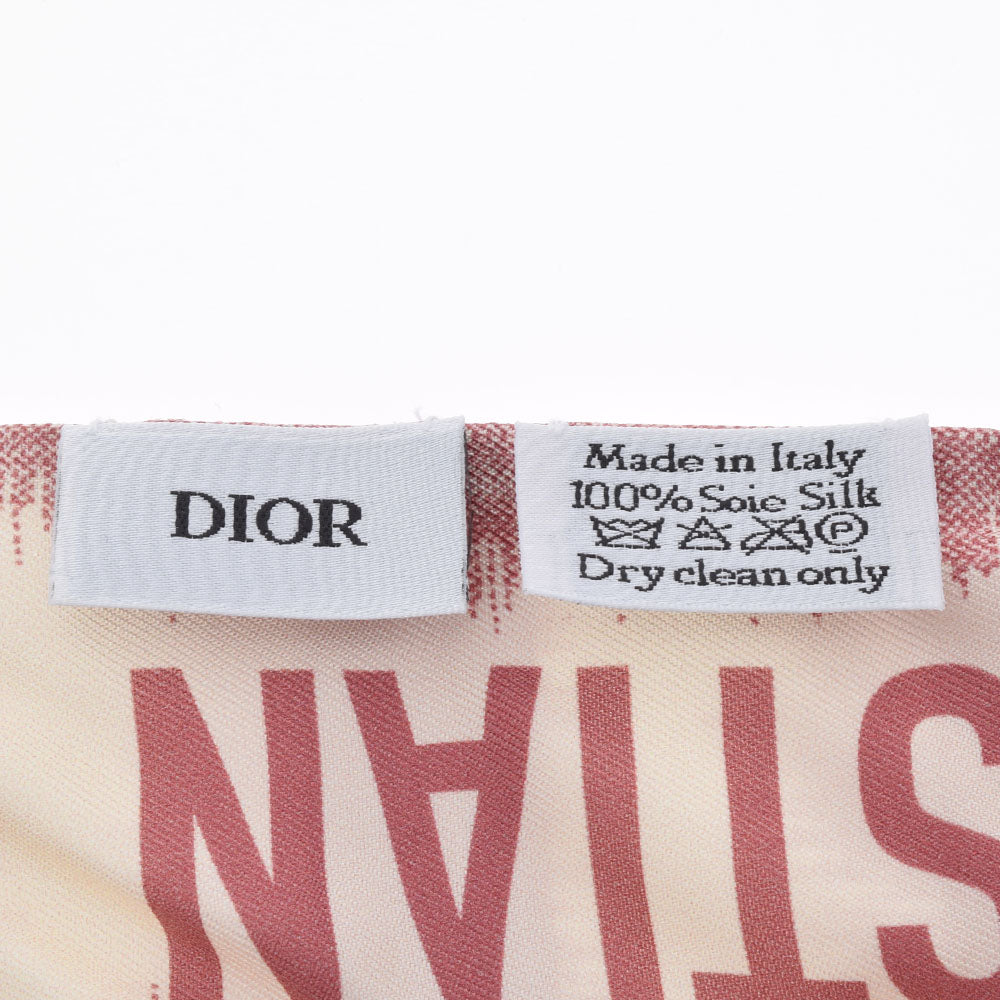 DIOR
Made in Italy
100% Soie Silk
P
Dry clean only
STIAN